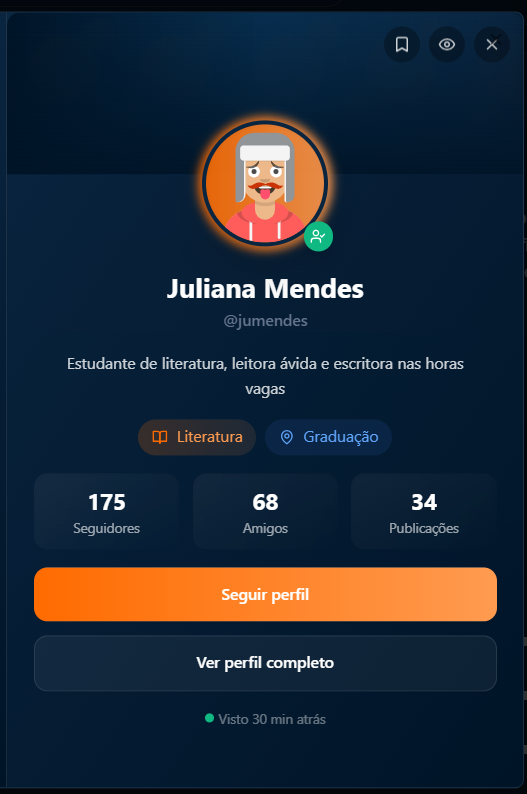 Juliana Mendes
@jumendes
Estudante de literatura, leitora ávida e escritora nas horas
vagas
Literatura
Graduação
175
Seguidores
68
Amigos
34
Publicações
Seguir perfil
Ver perfil completo
Visto 30 min atrás